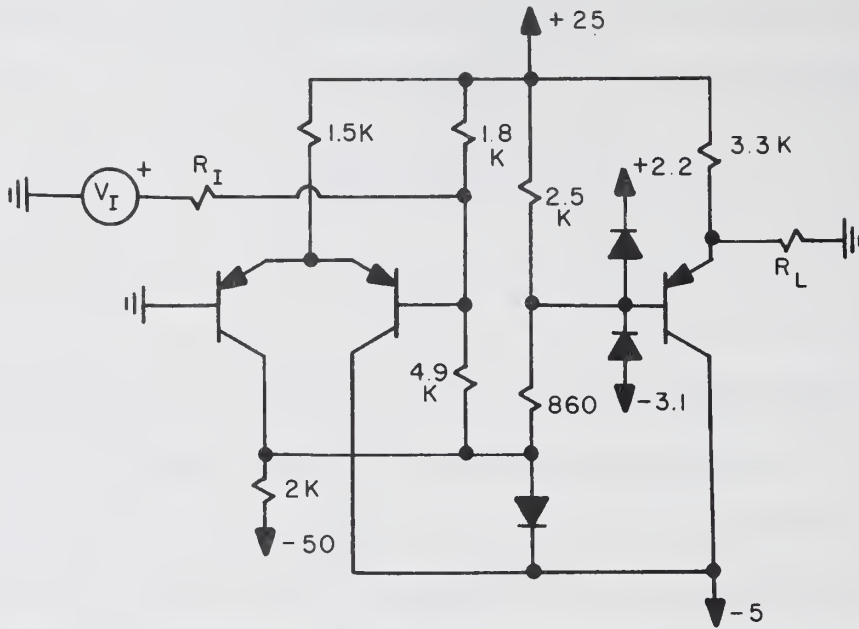 +25
1.5K
1.8
K
3.3K
R_I
+
V_I
+2.2
2.5
K
R_L
4.9
K
860
-3.1
2K
-50
-5